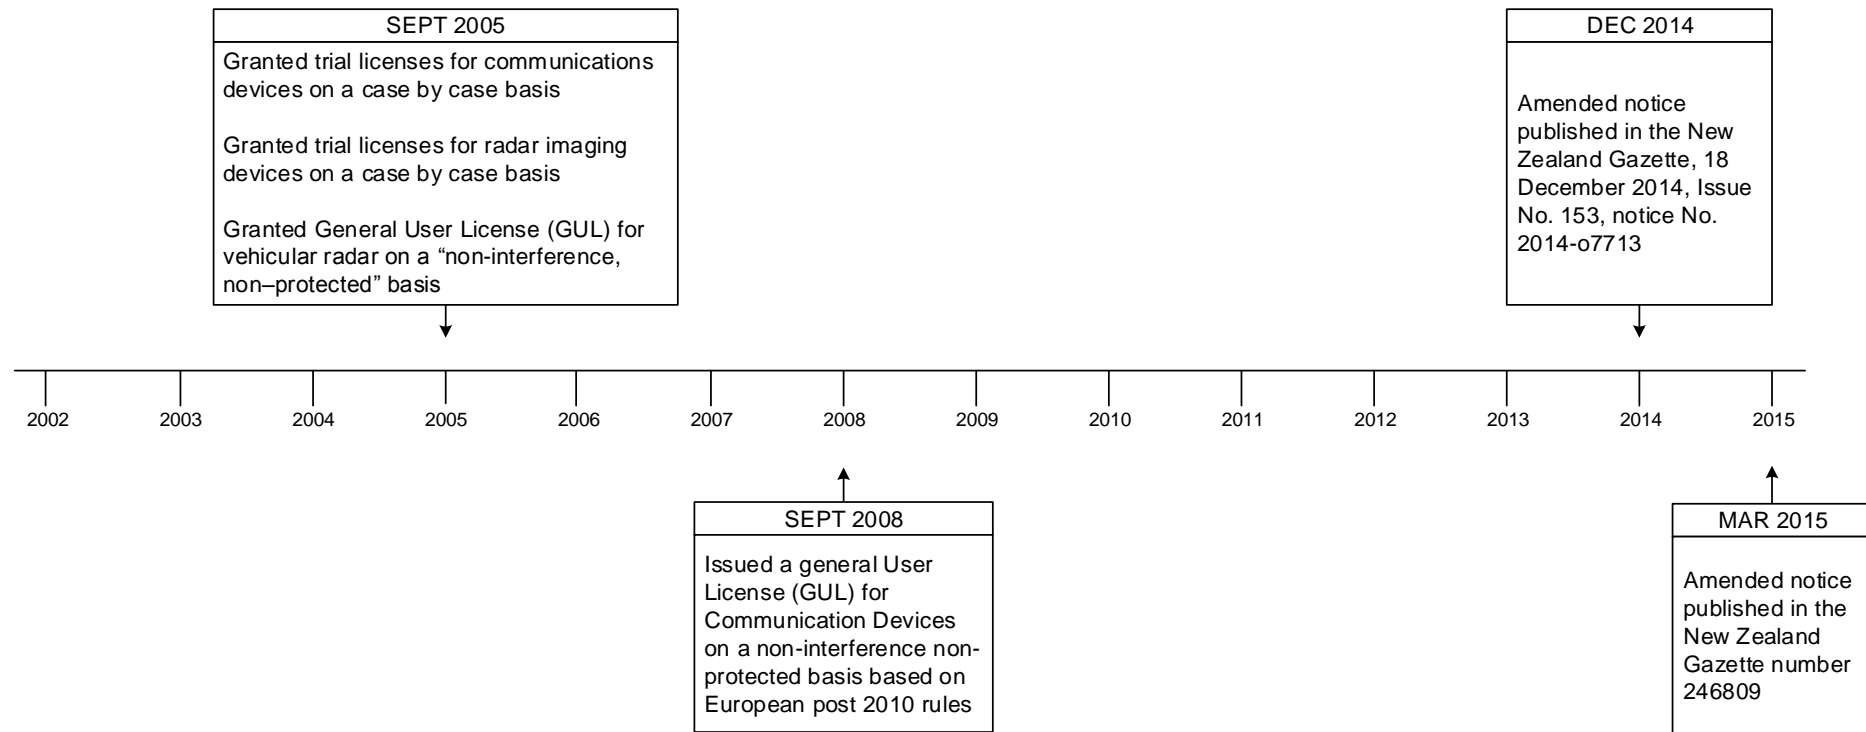 SEPT 2005
Granted trial licenses for communications
devices on a case by case basis
Granted trial licenses for radar imaging
devices on a case by case basis
Granted General User License (GUL) for
vehicular radar on a “non-interference,
non–protected” basis
DEC 2014
Amended notice
published in the New
Zealand Gazette, 18
December 2014, Issue
No. 153, notice No.
2014-o7713
2002
2003
2004
2005
2006
2007
2008
2009
2010
2011
2012
2013
2014
2015
SEPT 2008
Issued a general User
License (GUL) for
Communication Devices
on a non-interference non-
protected basis based on
European post 2010 rules
MAR 2015
Amended notice
published in the
New Zealand
Gazette number
246809